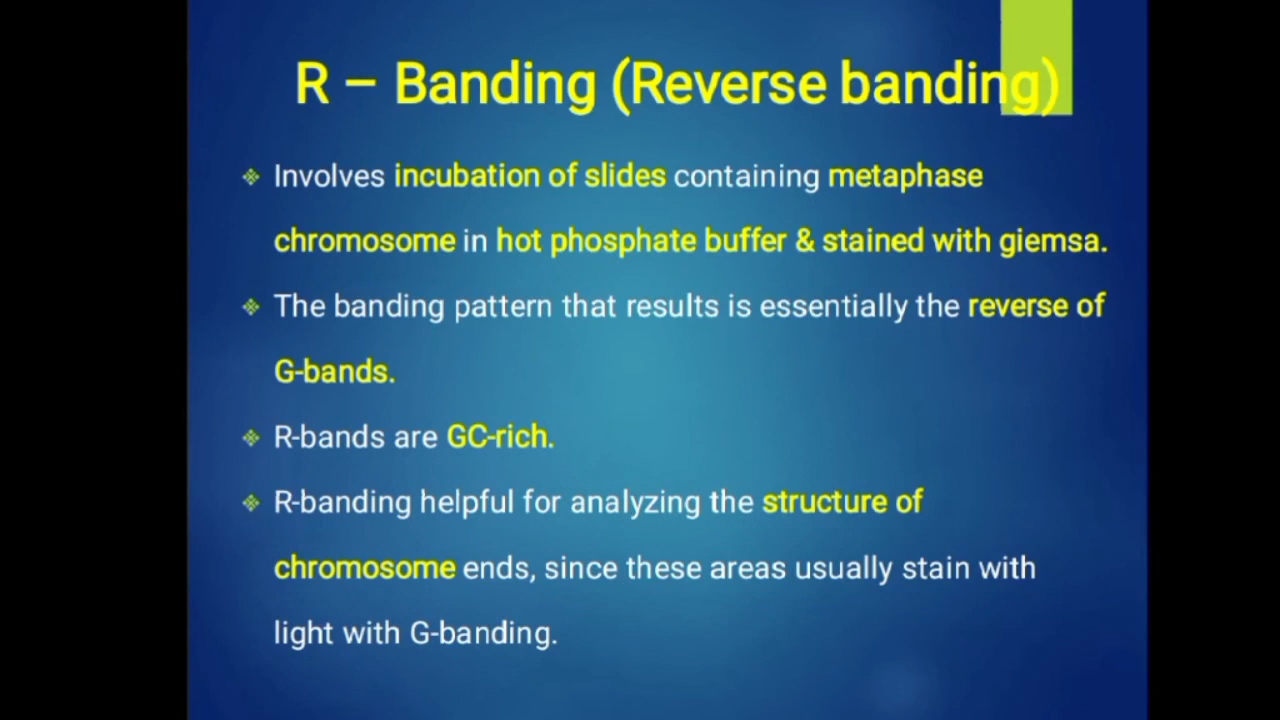 R – Banding (Reverse banding)
Involves incubation of slides containing metaphase
chromosome in hot phosphate buffer & stained with giemsa.
The banding pattern that results is essentially the reverse of
G-bands.
R-bands are GC-rich.
R-banding helpful for analyzing the structure of
chromosome ends, since these areas usually stain with
light with G-banding.